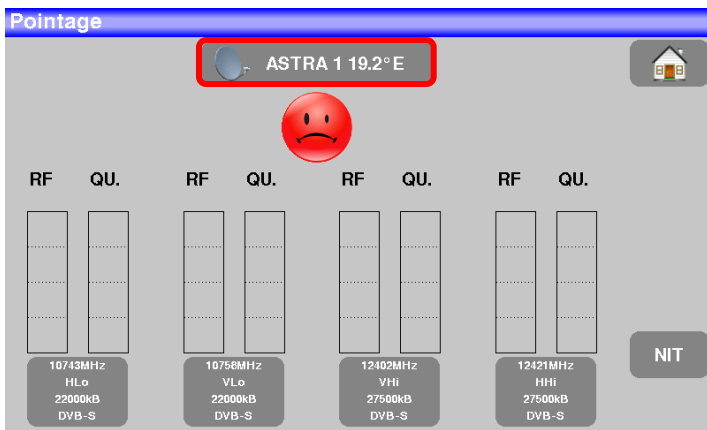 Pointage
ASTRA 1 19.2°E
RF QU. RF QU. RF QU. RF QU.
10743MHz 10758MHz 12402MHz 12421MHz
HLo VLo VHi HHi
22000kB 22000kB 27500kB 27500kB
DVB-S DVB-S DVB-S DVB-S
NIT